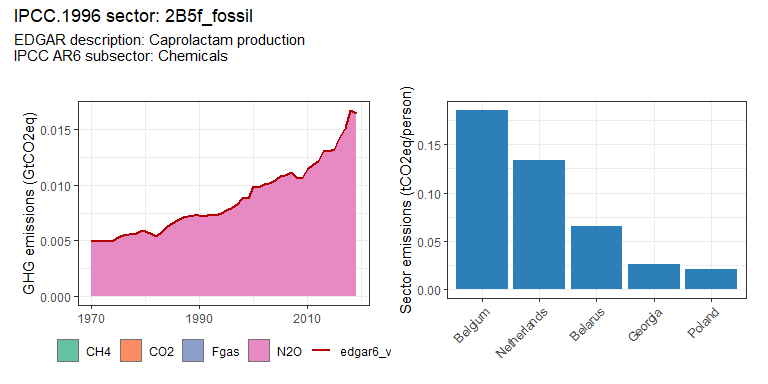 IPCC.1996 sector: 2B5f_fossil
EDGAR description: Caprolactam production
IPCC AR6 subsector: Chemicals
GHG emissions (GtCO2eq)
0.015
0.010
0.005
0.000
1970
1990
2010
CH4
CO2
Fgas
N2O
edgar6_v
Sector emissions (tCO2eq/person)
0.15
0.10
0.05
0.00
Belgium
Netherlands
Belarus
Georgia
Poland